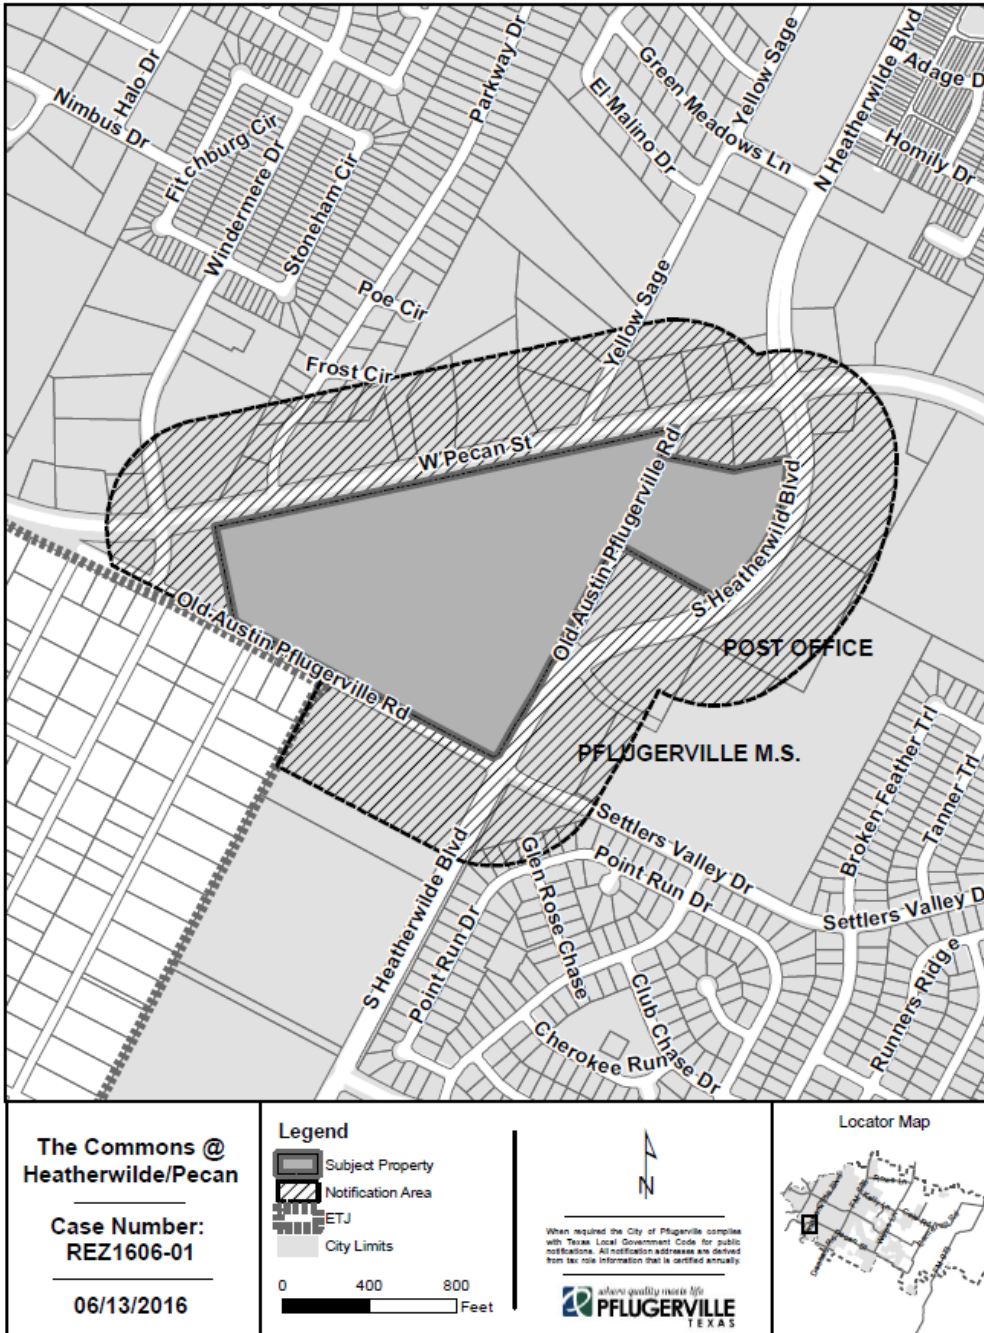 Halo Dr
Nimbus Dr
Fitchburg Cir
Windermere Dr
Stoneham Cir
Parkway Dr
Poe Cir
Frost Cir
Green Meadows Ln
El Malino Dr
Yellow Sage
N Heatherwilde Blvd
Adage D
Homily Dr
Yellow Sage
W Pecan St
Old Austin Pflugerville Rd
S Heatherwild Blvd
Old Austin Pflugerville Rd
POST OFFICE
PFLUGERVILLE M.S.
S Heatherwilde Blvd
Point Run Dr
Glen Rose Chase
Settlers Valley Dr
Point Run Dr
Broken Feather Trl
Tanner Trl
Settlers Valley D
Runners Ridge
Club Chase Dr
Cherokee Run
The Commons @
Heatherwilde/Pecan
Case Number:
REZ1606-01
06/13/2016
Legend
Subject Property
Notification Area
ETJ
City Limits
0 400 800
Feet
N
When required the City of Pflugerville complies
with Texas Local Government Code for public
notifications. All notification addresses are derived
from tax role information that is certified annually.
where quality meets life
PFLUGERVILLE
TEXAS
Locator Map